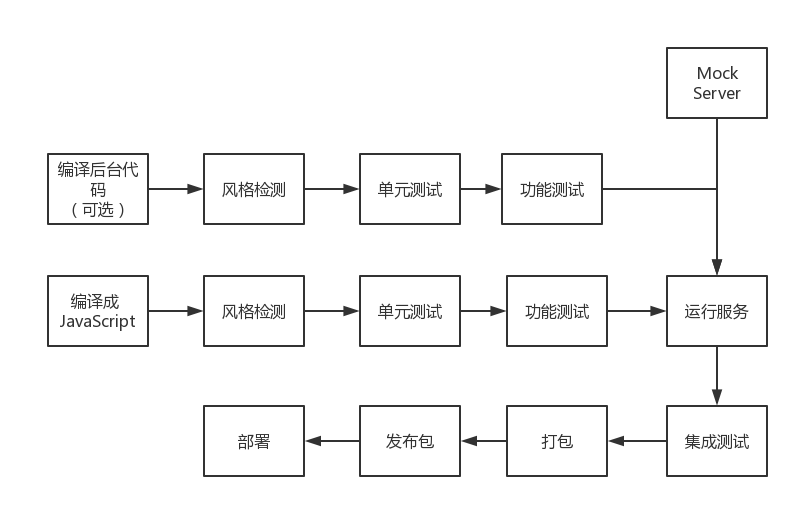 Mock
Server
编译后台代
码
（可选）
风格检测
单元测试
功能测试
编译成
JavaScript
风格检测
单元测试
功能测试
运行服务
部署
发布包
打包
集成测试